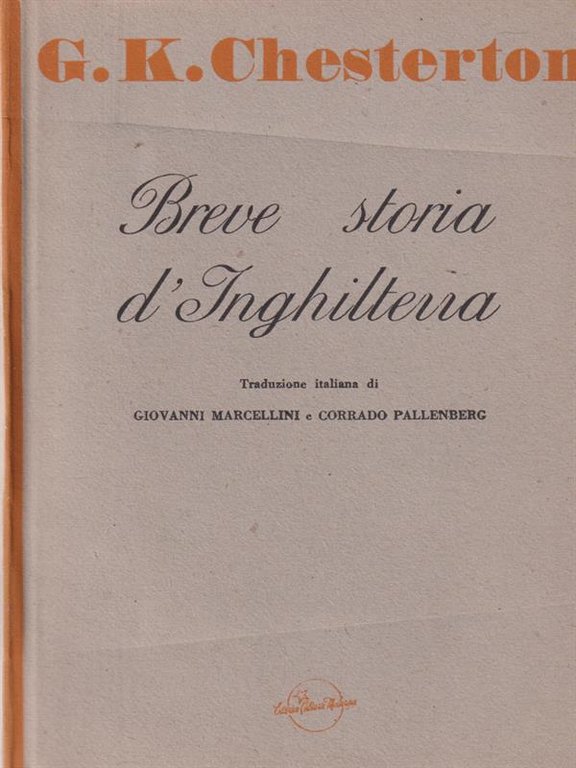 G. K. Chesterton
Breve storia
d'Inghilterra
Traduzione italiana di
GIOVANNI MARCELLINI e CORRADO PALLENBERG